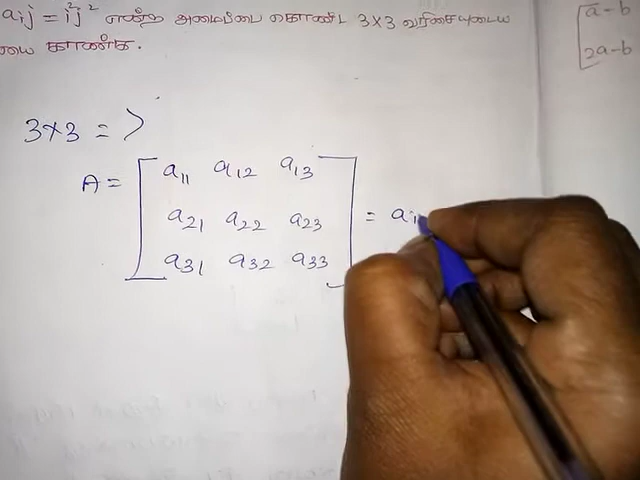 aij = i²j² என்ற அமைப்பை கொண்ட 3×3 வரிசையுடைய
யை காண்க.
a - b
2a - b
3×3 =>
A = [ a11 a12 a13
a21 a22 a23 = ai
a31 a32 a33 ]